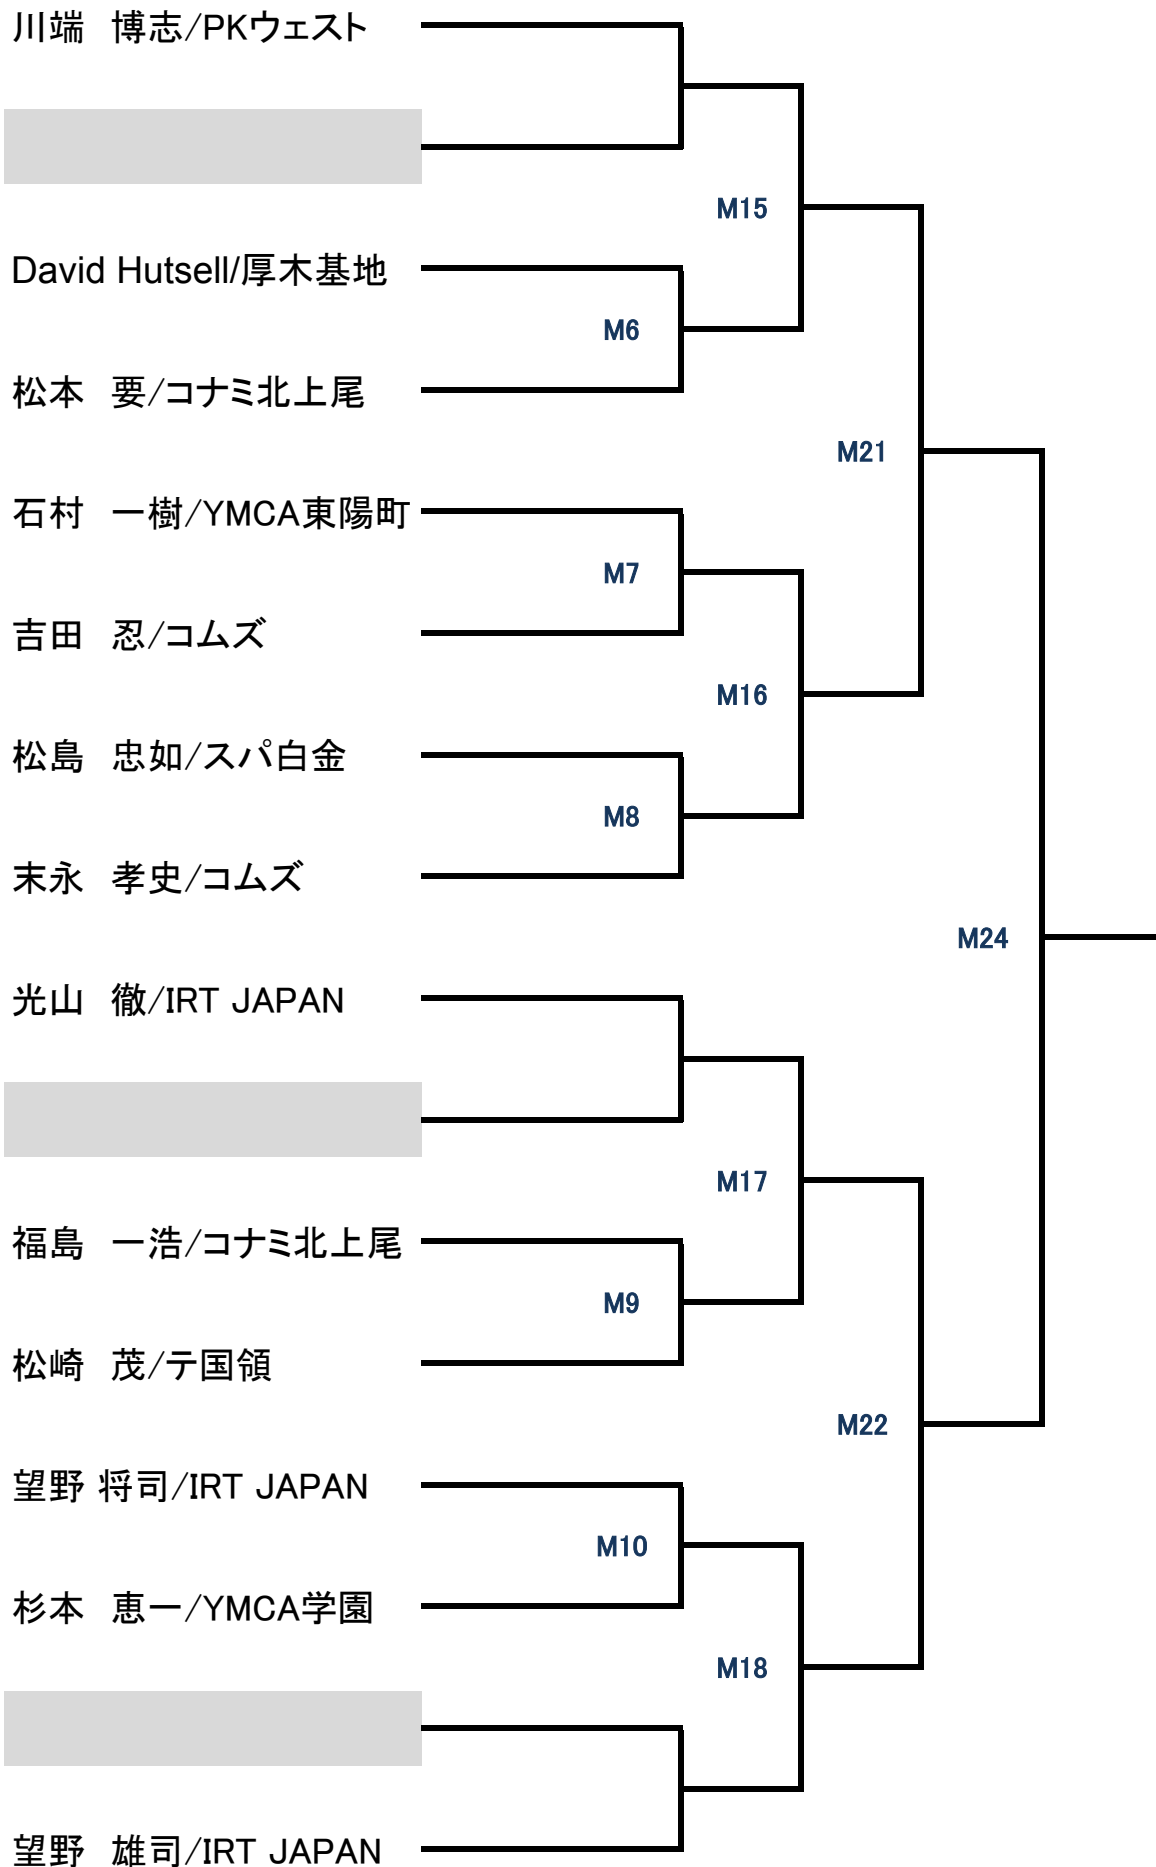 川端　博志/PKウェスト
M15
David Hutsell/厚木基地
M6
松本　要/コナミ北上尾
M21
石村　一樹/YMCA東陽町
M7
吉田　忍/コムズ
M16
松島　忠如/スパ白金
M8
末永　孝史/コムズ
M24
光山　徹/IRT JAPAN
M17
福島　一浩/コナミ北上尾
M9
松崎　茂/テ国領
M22
望野 将司/IRT JAPAN
M10
杉本　恵一/YMCA学園
M18
望野　雄司/IRT JAPAN